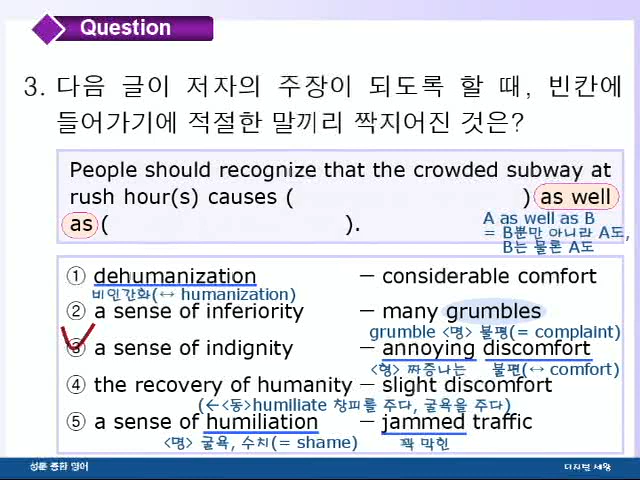 Question
3. 다음 글이 저자의 주장이 되도록 할 때, 빈칸에
들어가기에 적절한 말끼리 짝지어진 것은?
People should recognize that the crowded subway at
rush hour(s) causes ( ) as well
as ( ).
A as well as B
= B뿐만 아니라 A도,
B는 물론 A도
① dehumanization – considerable comfort
비인간화(↔ humanization)
② a sense of inferiority – many grumbles
grumble <명> 불평(= complaint)
③ a sense of indignity – annoying discomfort
<형> 짜증나는 불편(↔ comfort)
④ the recovery of humanity – slight discomfort
(←<동>humiliate 창피를 주다, 굴욕을 주다)
⑤ a sense of humiliation – jammed traffic
<명> 굴욕, 수치(= shame) 꽉 막힌
성문 종합 영어 디지털 세왕